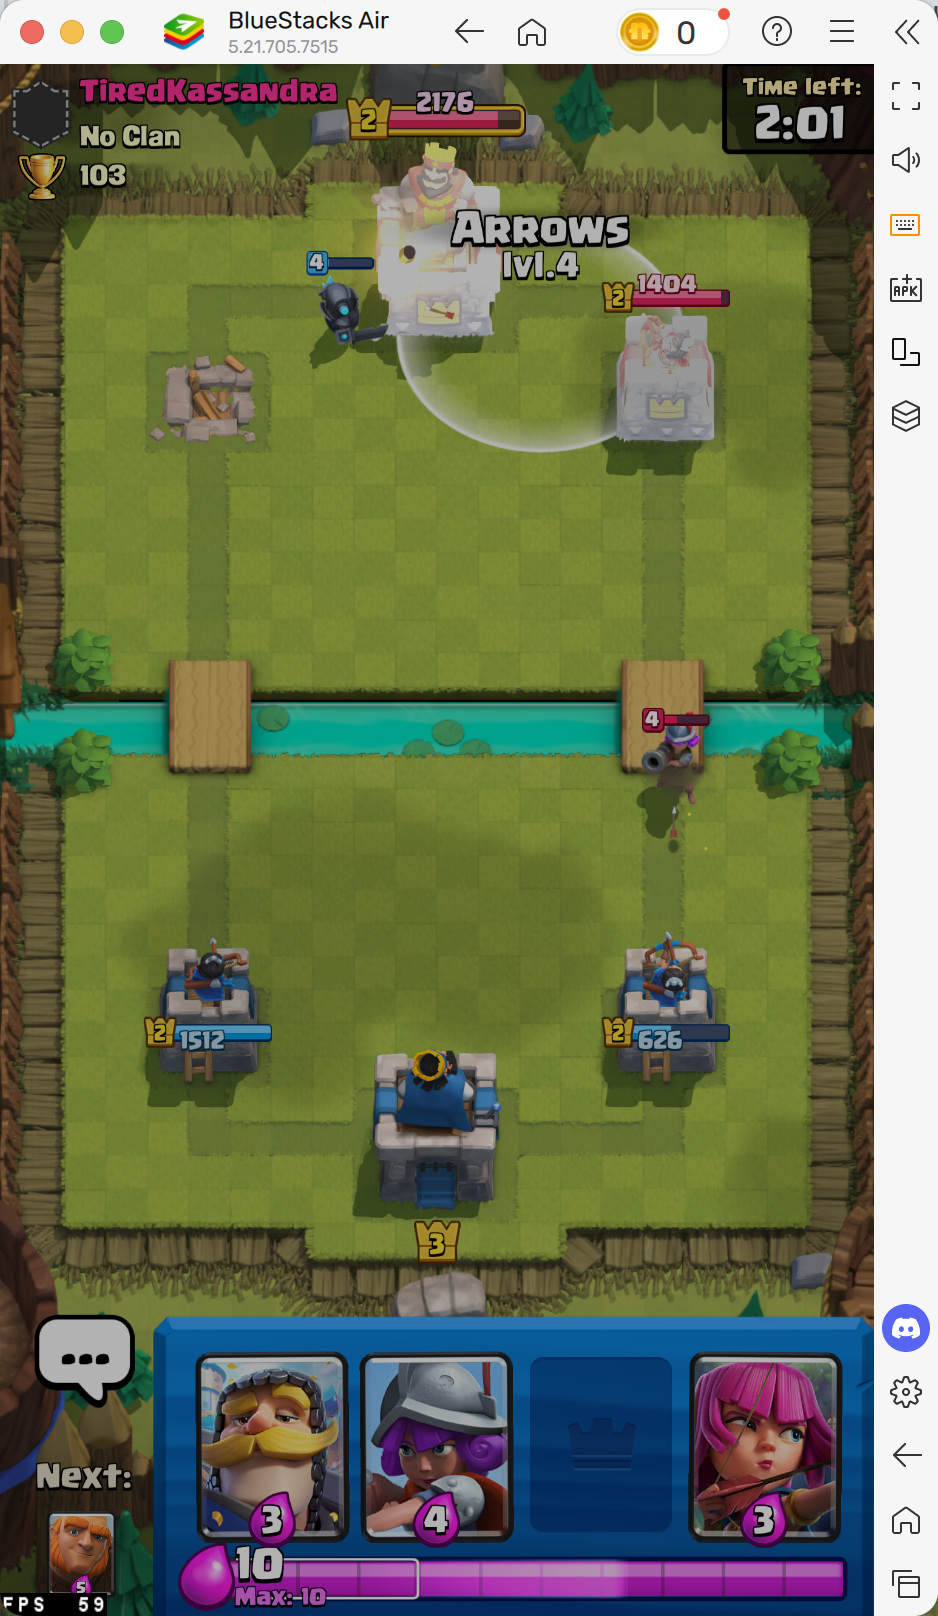 BlueStacks Air
5.21.705.7515
0
TiredKassandra
No Clan
103
2
2176
Time left:
2:01
Arrows
lvl.4
4
2
1404
APK
4
2
1512
2
626
3
3
4
3
Next:
5
10
Max: 10
FPS 59